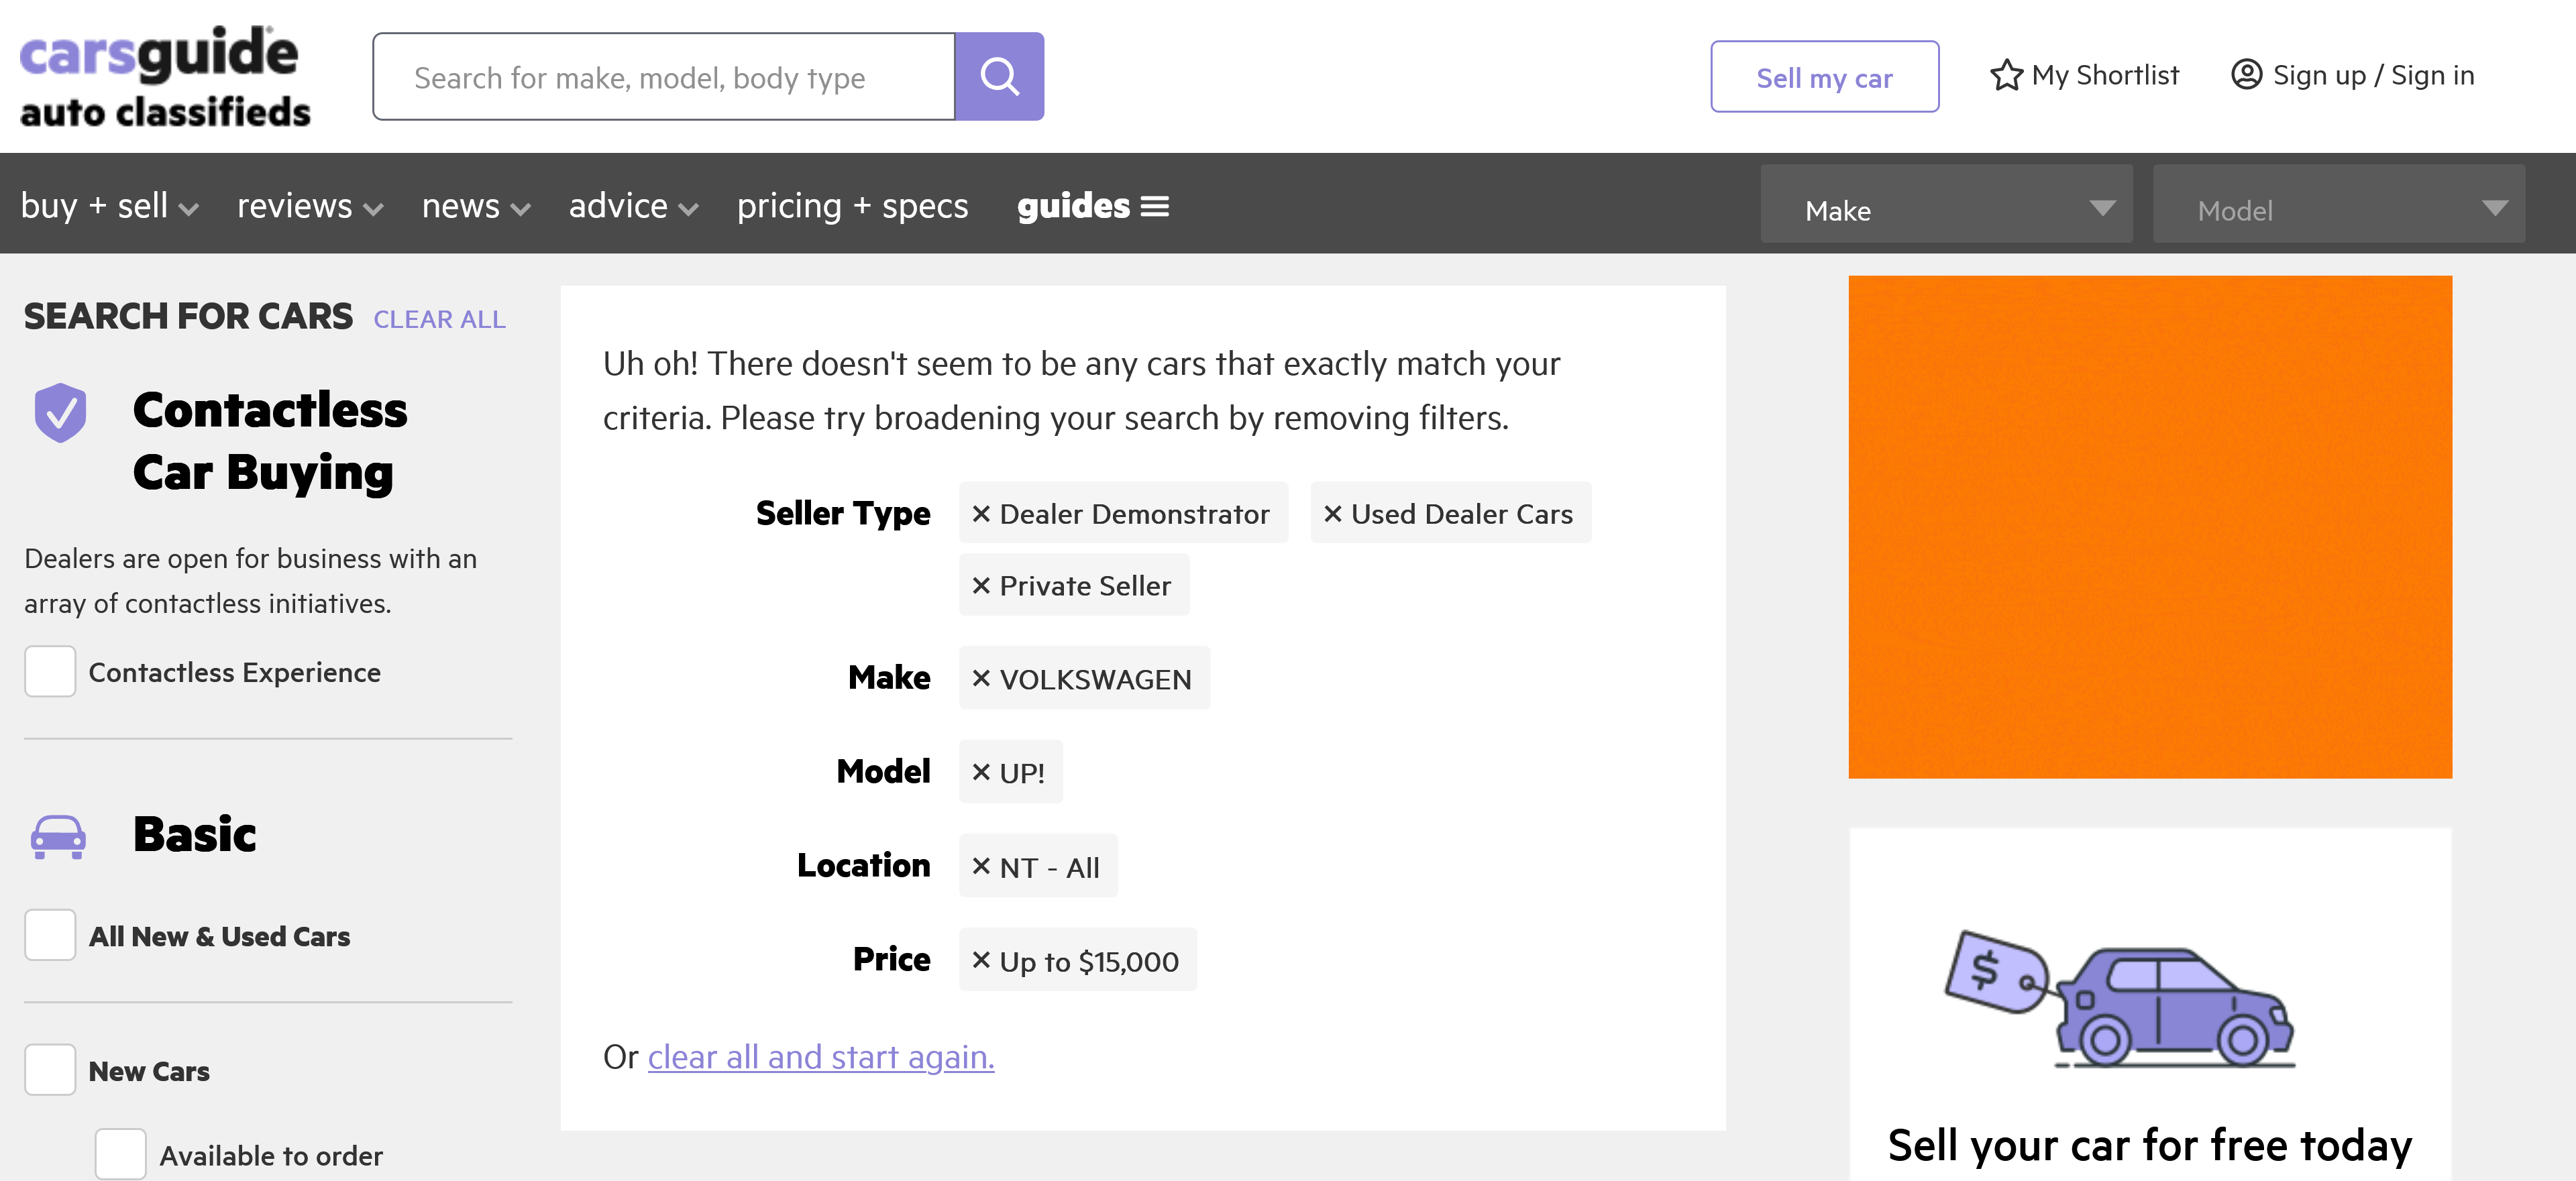 carsguide
auto classifieds
Search for make, model, body type
Sell my car
My Shortlist
Sign up / Sign in
buy + sell
reviews
news
advice
pricing + specs
guides
Make
Model
SEARCH FOR CARS CLEAR ALL
Contactless
Car Buying
Dealers are open for business with an
array of contactless initiatives.
Contactless Experience
Basic
All New & Used Cars
New Cars
Available to order
Uh oh! There doesn't seem to be any cars that exactly match your
criteria. Please try broadening your search by removing filters.
Seller Type × Dealer Demonstrator × Used Dealer Cars
× Private Seller
Make × VOLKSWAGEN
Model × UP!
Location × NT - All
Price × Up to $15,000
Or clear all and start again.
$
Sell your car for free today